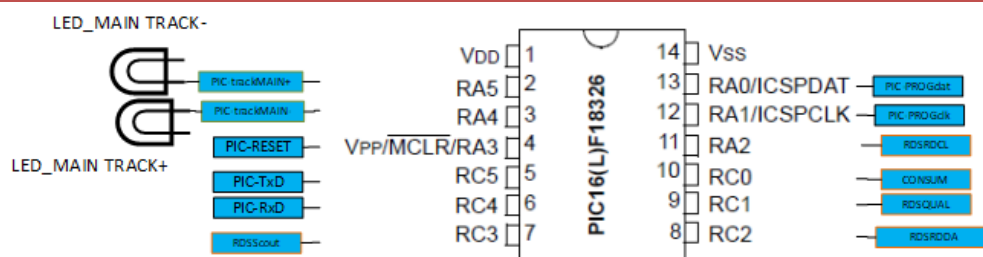 LED_MAIN TRACK-
PIC-trackMAIN+
PIC-trackMAIN-
LED_MAIN TRACK+
PIC-RESET
PIC-TxD
PIC-RxD
RDSScout
VDD 1
RA5 2
RA4 3
VPP/MCLR/RA3 4
RC5 5
RC4 6
RC3 7
PIC16(L)F18326
14 VSS
13 RA0/ICSPDAT PIC-PROGdat
12 RA1/ICSPCLK PIC-PROGclk
11 RA2 RDSRDCL
10 RC0 CONSUM
9 RC1 RDSQUAL
8 RC2 RDSRDDA